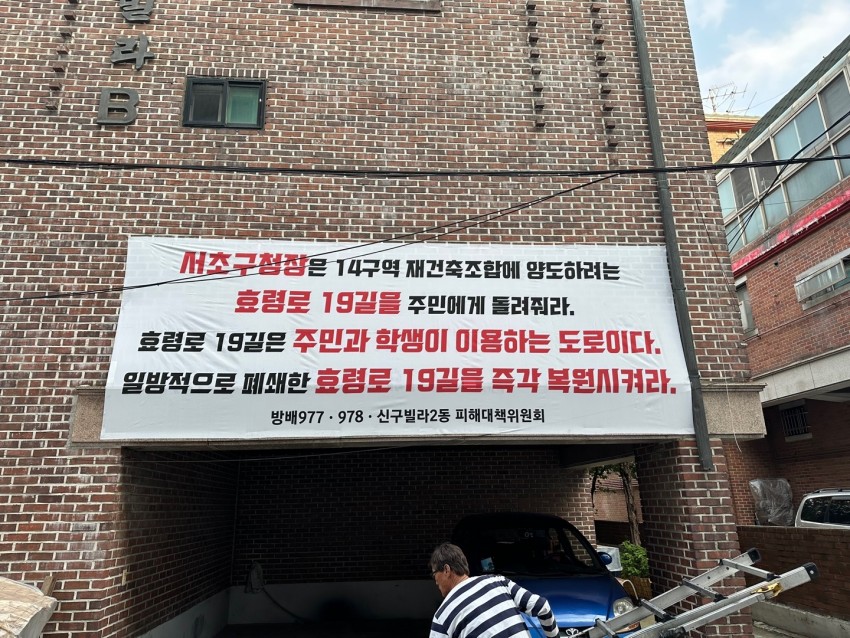 라
B
서초구청장은 14구역 재건축조합에 양도하려는
효령로 19길을 주민에게 돌려줘라.
효령로 19길은 주민과 학생이 이용하는 도로이다.
일방적으로 폐쇄한 효령로 19길을 즉각 복원시켜라.
방배977 · 978 · 신구빌라2동 피해대책위원회